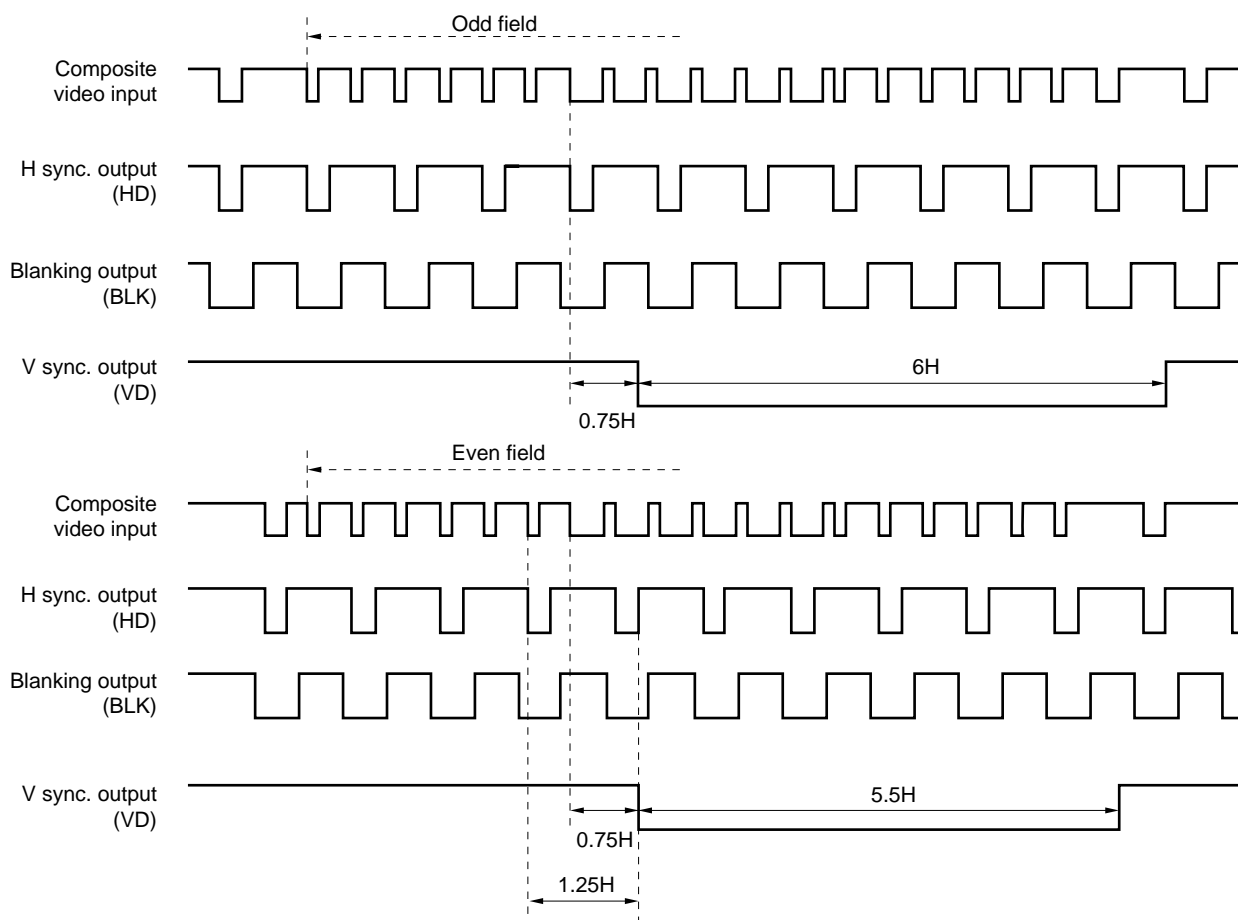 Odd field
Composite
video input
H sync. output
(HD)
Blanking output
(BLK)
V sync. output
(VD)
6H
0.75H
Even field
Composite
video input
H sync. output
(HD)
Blanking output
(BLK)
V sync. output
(VD)
5.5H
0.75H
1.25H